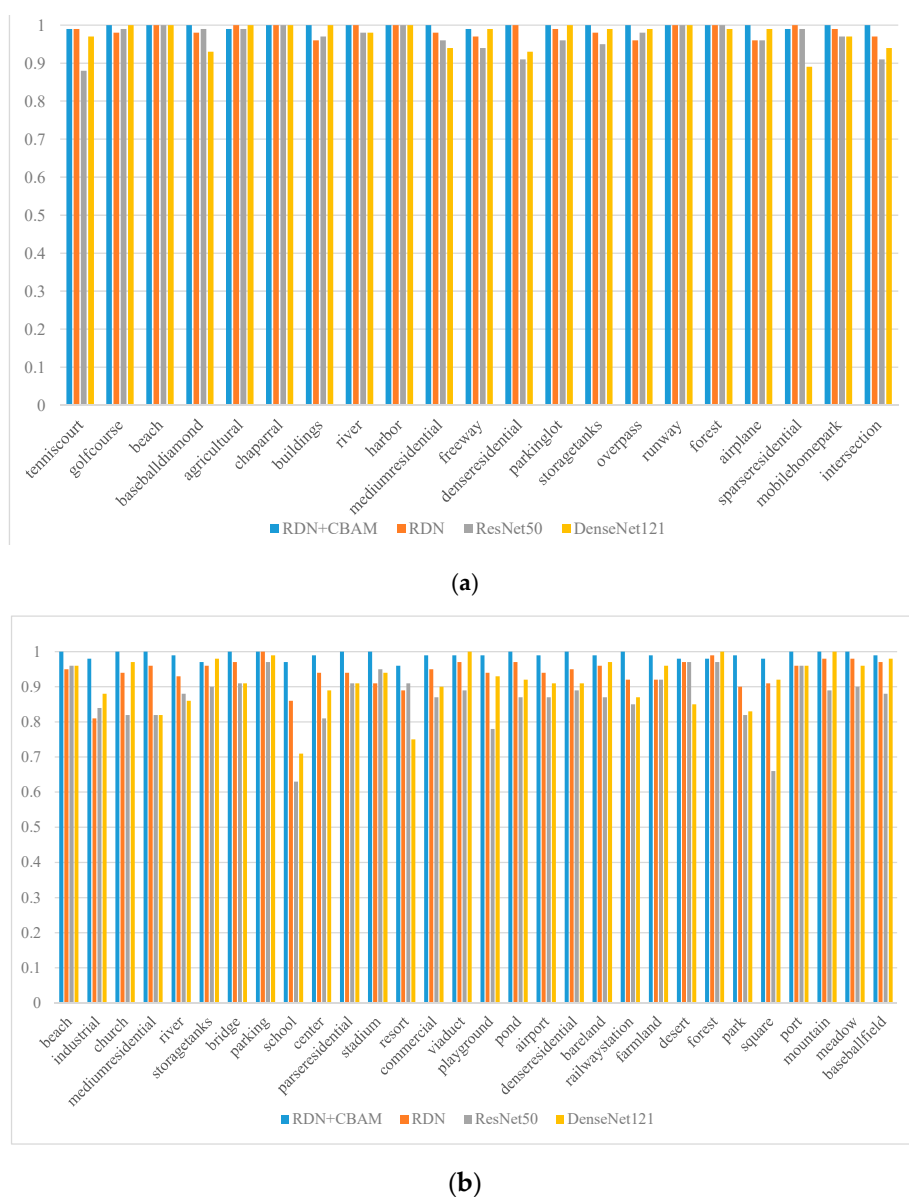 1
0.9
0.8
0.7
0.6
0.5
0.4
0.3
0.2
0.1
0
tenniscourt
golfcourse
beach
baseballdiamond
agricultural
chaparral
buildings
river
harbor
mediumresidential
freeway
denseresidential
parkinglot
storagetanks
overpass
runway
forest
airplane
sparseresidential
mobilehomepark
intersection
RDN+CBAM RDN ResNet50 DenseNet121
(a)
1
0.9
0.8
0.7
0.6
0.5
0.4
0.3
0.2
0.1
0
beach
industrial
church
mediumresidential
river
storagetanks
bridge
parking
school
center
parseresidential
stadium
resort
commercial
viaduct
playground
pond
airport
denseresidential
bareland
railwaystation
farmland
desert
forest
park
square
port
mountain
meadow
baseballfield
RDN+CBAM RDN ResNet50 DenseNet121
(b)